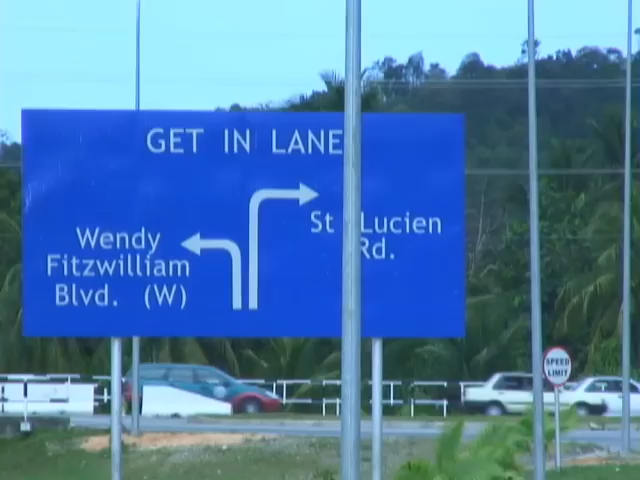 GET IN LANE
St Lucien
Rd.
Wendy
Fitzwilliam
Blvd. (W)
SPEED
LIMIT